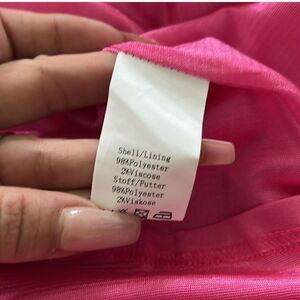 Shell/Lining
98%Polyester
2%Viscose
Stoff/Futter
98%Polyester
2%Viskose